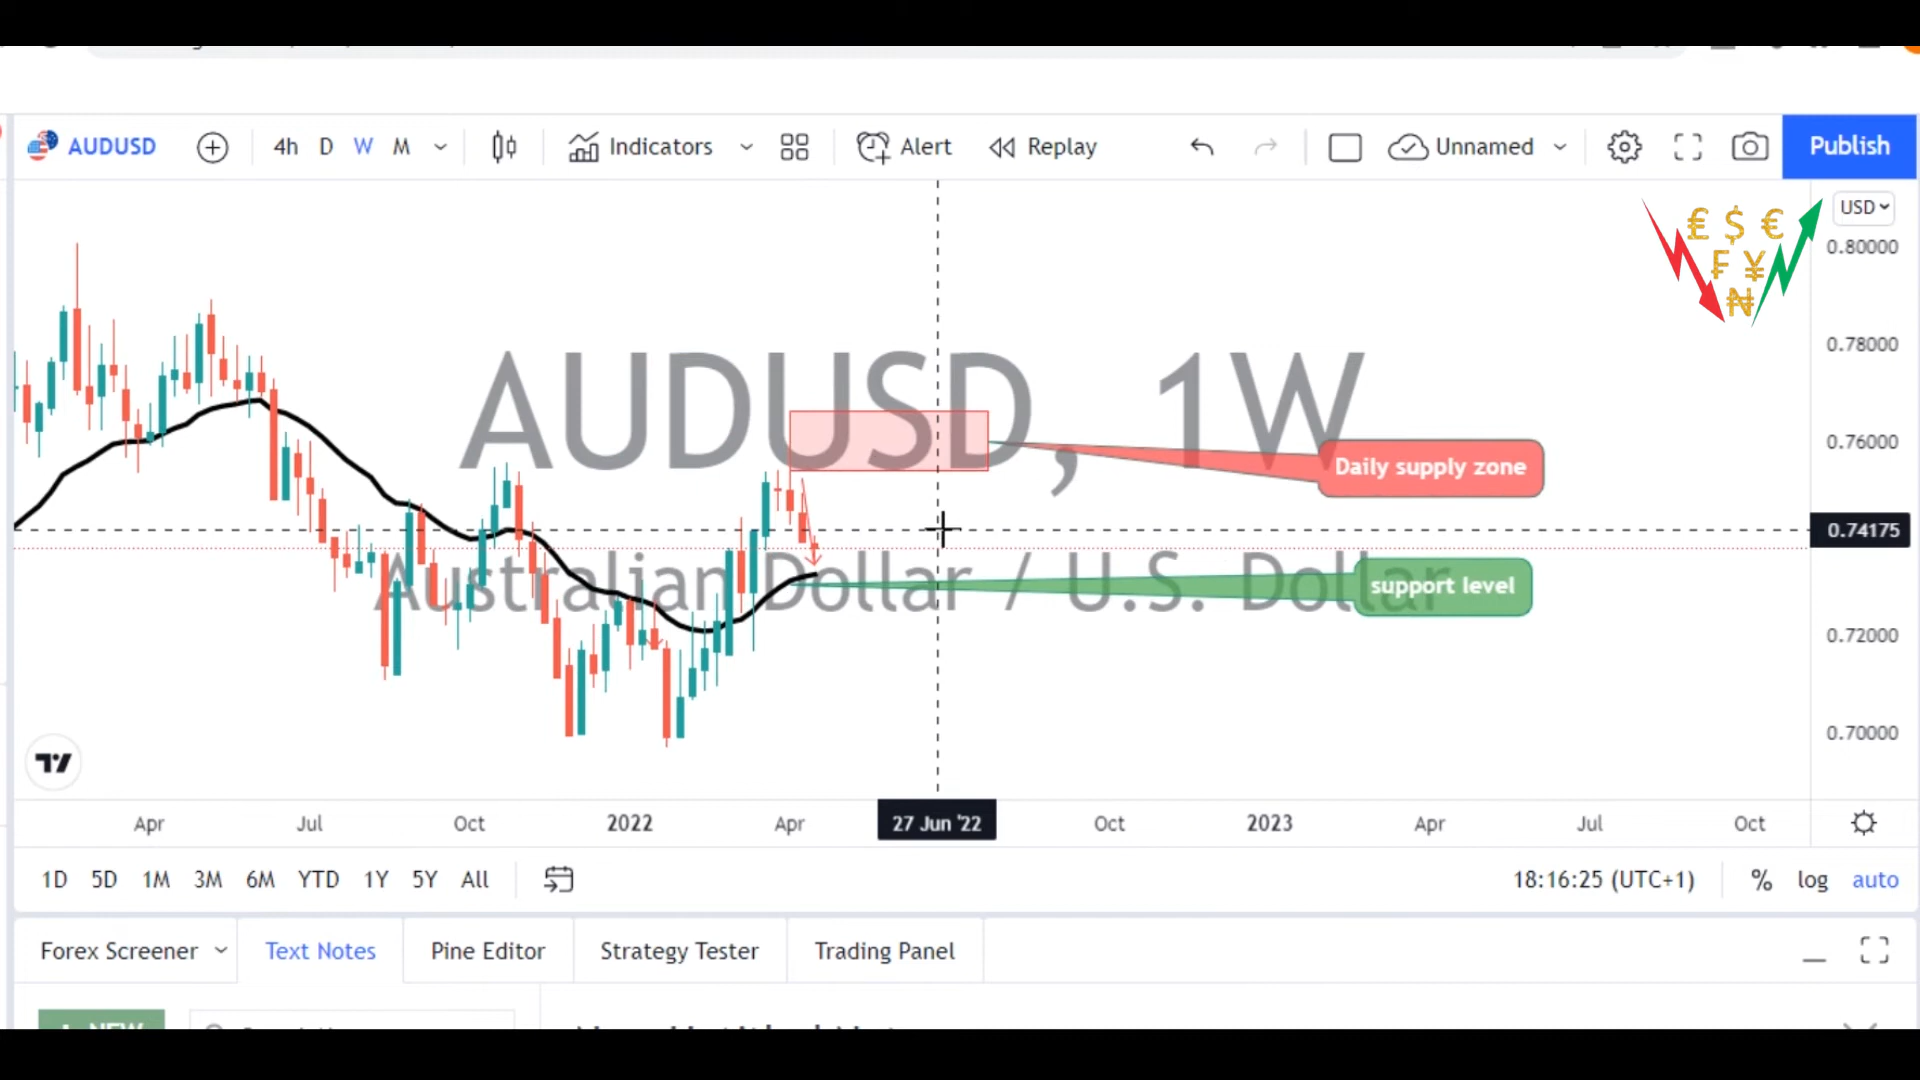 AUDUSD
4h D W M Indicators Alert Replay Unnamed Publish
USD
£ $ €
₣ ¥
₦
0.80000
0.78000
AUDUSD, 1W
0.76000
Daily supply zone
0.74175
Australian Dollar / U.S. Dollar
support level
0.72000
0.70000
Apr Jul Oct 2022 Apr 27 Jun '22 Oct 2023 Apr Jul Oct
1D 5D 1M 3M 6M YTD 1Y 5Y All 18:16:25 (UTC+1) % log auto
Forex Screener Text Notes Pine Editor Strategy Tester Trading Panel
NEW